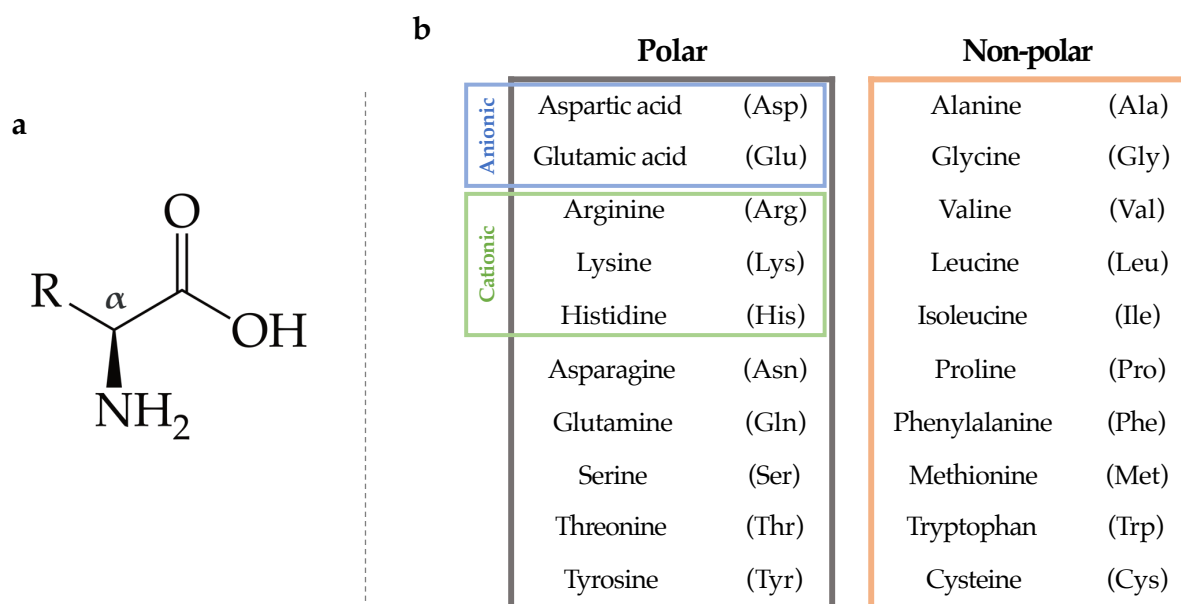 a
O
R α
OH
NH2
b
Polar
Non-polar
Anionic
Aspartic acid (Asp)
Glutamic acid (Glu)
Cationic
Arginine (Arg)
Lysine (Lys)
Histidine (His)
Asparagine (Asn)
Glutamine (Gln)
Serine (Ser)
Threonine (Thr)
Tyrosine (Tyr)
Alanine (Ala)
Glycine (Gly)
Valine (Val)
Leucine (Leu)
Isoleucine (Ile)
Proline (Pro)
Phenylalanine (Phe)
Methionine (Met)
Tryptophan (Trp)
Cysteine (Cys)